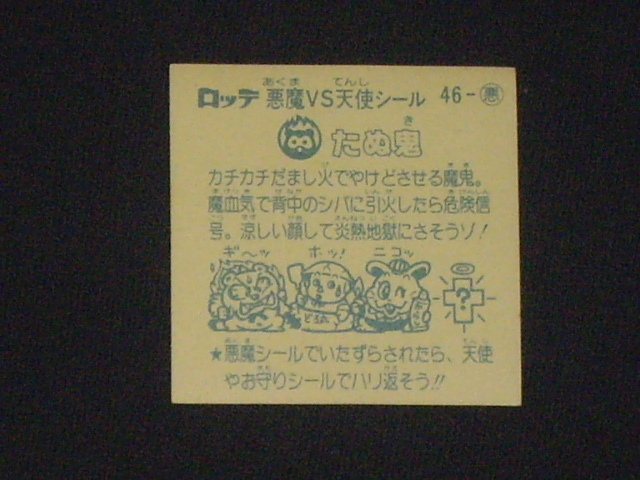 ロッテ 悪魔VS天使シール 46-悪
たぬ鬼
カチカチだまし火でやけどさせる魔鬼。
魔血気で背中のシバに引火したら危険信
号。涼しい顔して炎熱地獄にさそうゾ！
ギ〜ッ ホッ！ ニコッ
？
★悪魔シールでいたずらされたら、天使
やお守りシールでハリ返そう!!